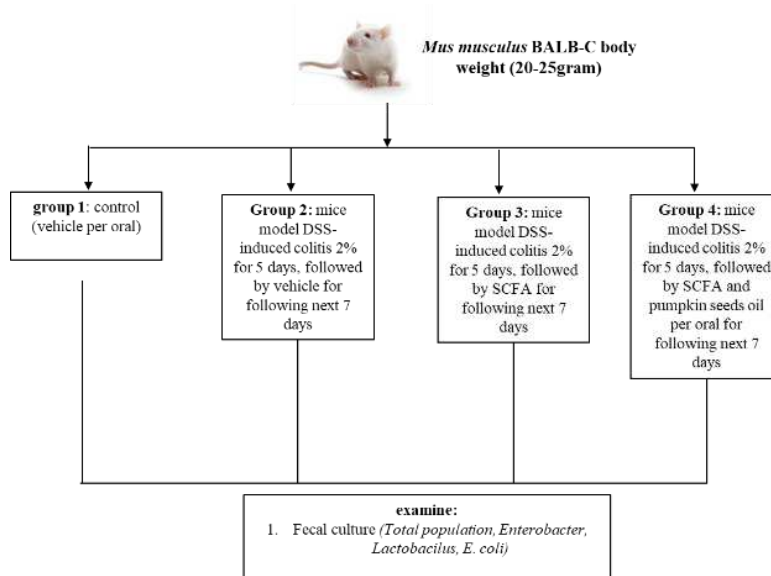 Mus musculus BALB-C body
weight (20-25gram)
group 1: control
(vehicle per oral)
Group 2: mice
model DSS-
induced colitis 2%
for 5 days, followed
by vehicle for
following next 7
days
Group 3: mice
model DSS-
induced colitis 2%
for 5 days, followed
by SCFA for
following next 7
days
Group 4: mice
model DSS-
induced colitis 2%
for 5 days, followed
by SCFA and
pumpkin seeds oil
per oral for
following next 7
days
examine:
1. Fecal culture (Total population, Enterobacter,
Lactobacilus, E. coli)